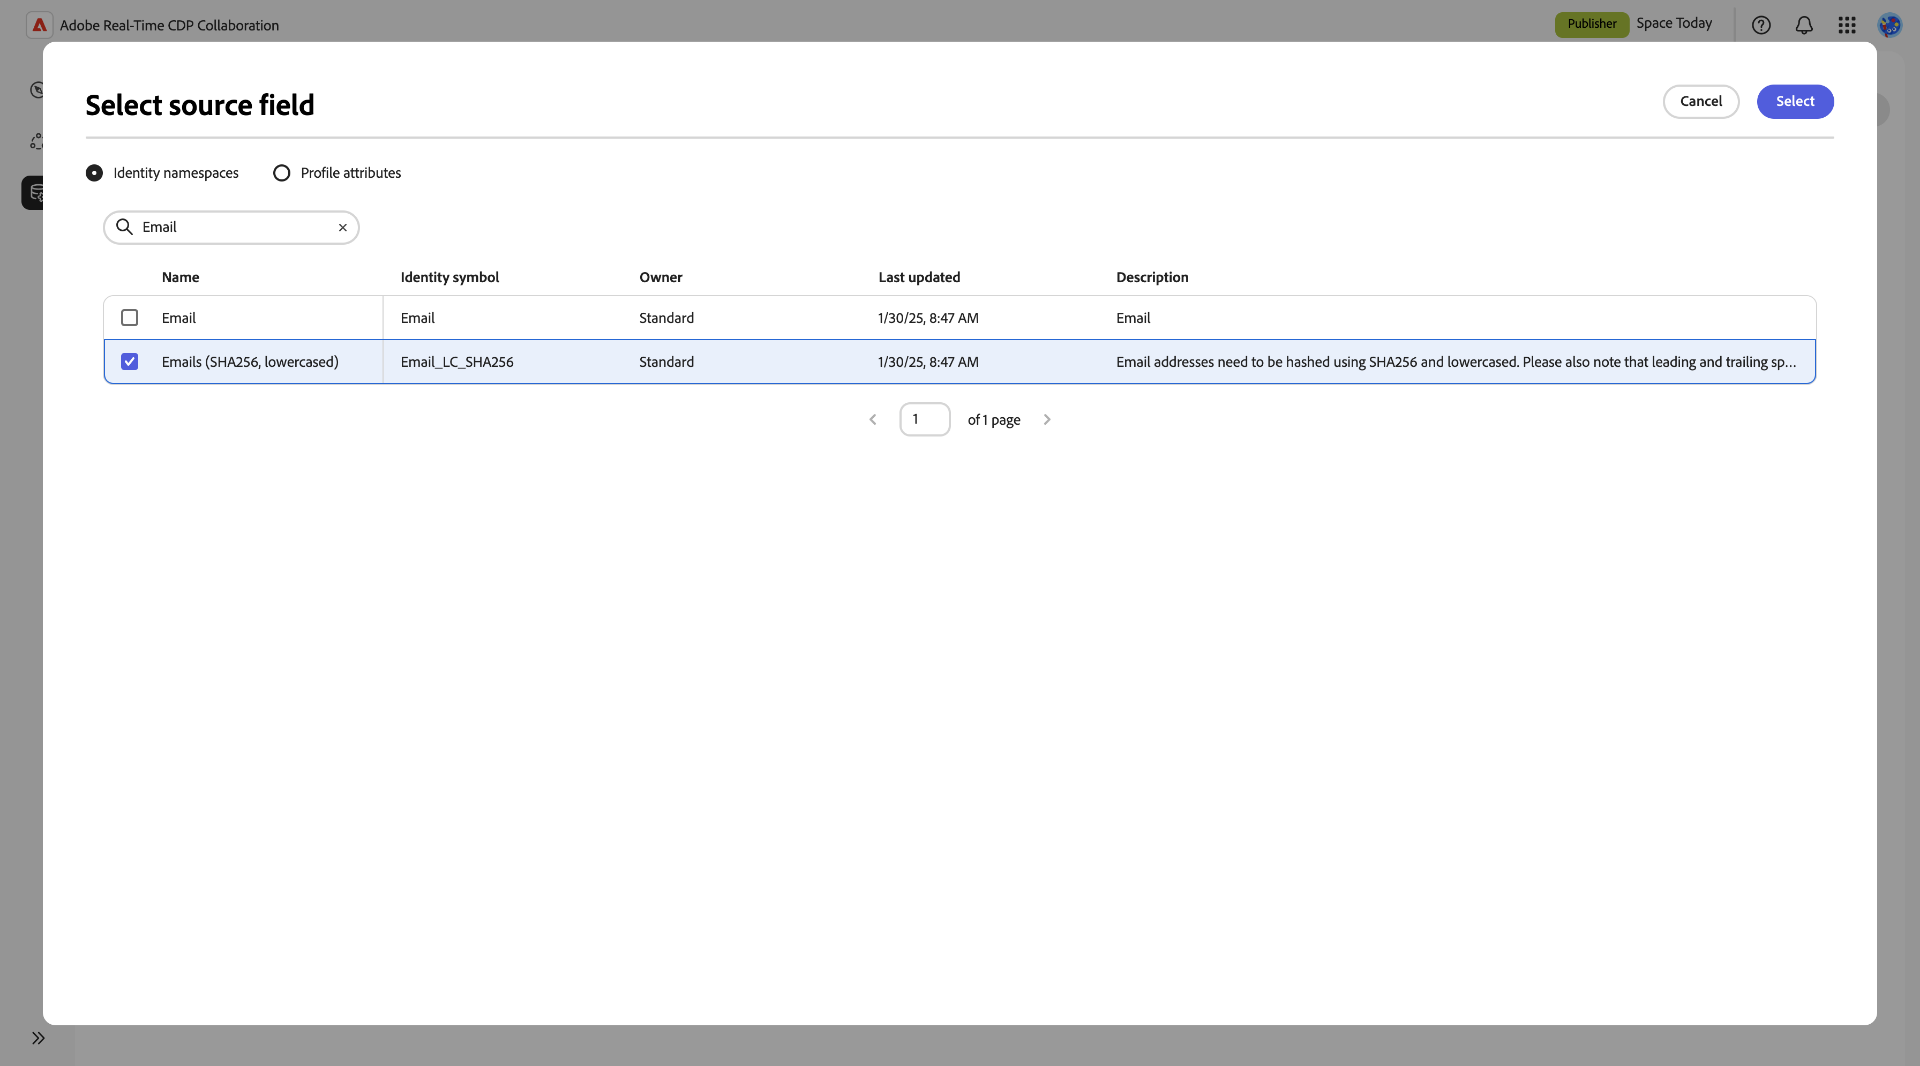 Adobe Real-Time CDP Collaboration
Publisher Space Today
Select source field
Cancel Select
Identity namespaces Profile attributes
Email
Name Identity symbol Owner Last updated Description
Email Email Standard 1/30/25, 8:47 AM Email
Emails (SHA256, lowercased) Email_LC_SHA256 Standard 1/30/25, 8:47 AM Email addresses need to be hashed using SHA256 and lowercased. Please also note that leading and trailing sp...
1 of 1 page